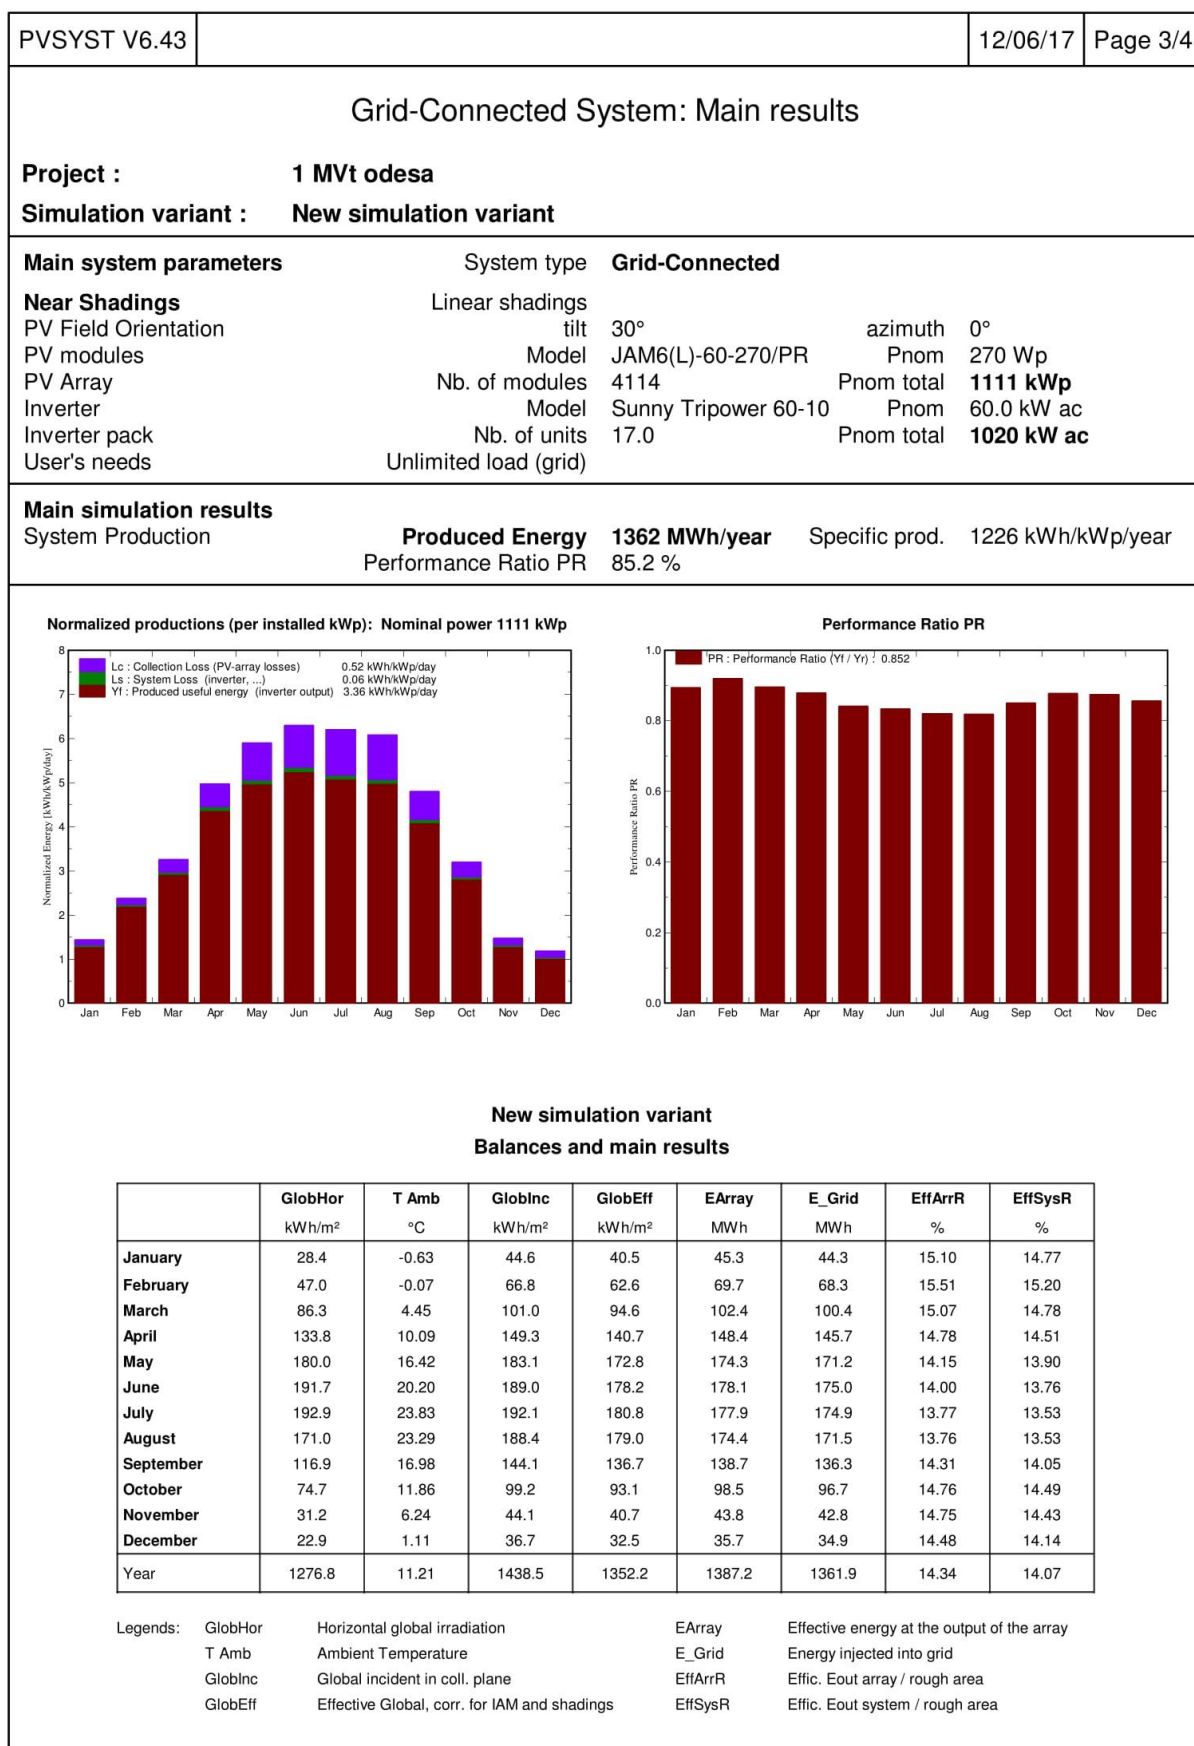 PVSYST V6.43 12/06/17 Page 3/4
Grid-Connected System: Main results
Project : 1 MVt odesa
Simulation variant : New simulation variant
Main system parameters System type Grid-Connected
Near Shadings Linear shadings
PV Field Orientation tilt 30° azimuth 0°
PV modules Model JAM6(L)-60-270/PR Pnom 270 Wp
PV Array Nb. of modules 4114 Pnom total 1111 kWp
Inverter Model Sunny Tripower 60-10 Pnom 60.0 kW ac
Inverter pack Nb. of units 17.0 Pnom total 1020 kW ac
User's needs Unlimited load (grid)
Main simulation results
System Production Produced Energy 1362 MWh/year Specific prod. 1226 kWh/kWp/year
Performance Ratio PR 85.2 %
Normalized productions (per installed kWp): Nominal power 1111 kWp
Lc : Collection Loss (PV-array losses) 0.52 kWh/kWp/day
Ls : System Loss (inverter, ...) 0.06 kWh/kWp/day
Yf : Produced useful energy (inverter output) 3.36 kWh/kWp/day
Normalized Energy [kWh/kWp/day]
8
7
6
5
4
3
2
1
0
Jan Feb Mar Apr May Jun Jul Aug Sep Oct Nov Dec
Performance Ratio PR
PR : Performance Ratio (Yf / Yr) : 0.852
Performance Ratio PR
1.0
0.8
0.6
0.4
0.2
0.0
Jan Feb Mar Apr May Jun Jul Aug Sep Oct Nov Dec
New simulation variant
Balances and main results
GlobHor T Amb GlobInc GlobEff EArray E_Grid EffArrR EffSysR
kWh/m² °C kWh/m² kWh/m² MWh MWh % %
January 28.4 -0.63 44.6 40.5 45.3 44.3 15.10 14.77
February 47.0 -0.07 66.8 62.6 69.7 68.3 15.51 15.20
March 86.3 4.45 101.0 94.6 102.4 100.4 15.07 14.78
April 133.8 10.09 149.3 140.7 148.4 145.7 14.78 14.51
May 180.0 16.42 183.1 172.8 174.3 171.2 14.15 13.90
June 191.7 20.20 189.0 178.2 178.1 175.0 14.00 13.76
July 192.9 23.83 192.1 180.8 177.9 174.9 13.77 13.53
August 171.0 23.29 188.4 179.0 174.4 171.5 13.76 13.53
September 116.9 16.98 144.1 136.7 138.7 136.3 14.31 14.05
October 74.7 11.86 99.2 93.1 98.5 96.7 14.76 14.49
November 31.2 6.24 44.1 40.7 43.8 42.8 14.75 14.43
December 22.9 1.11 36.7 32.5 35.7 34.9 14.48 14.14
Year 1276.8 11.21 1438.5 1352.2 1387.2 1361.9 14.34 14.07
Legends: GlobHor Horizontal global irradiation EArray Effective energy at the output of the array
T Amb Ambient Temperature E_Grid Energy injected into grid
GlobInc Global incident in coll. plane EffArrR Effic. Eout array / rough area
GlobEff Effective Global, corr. for IAM and shadings EffSysR Effic. Eout system / rough area